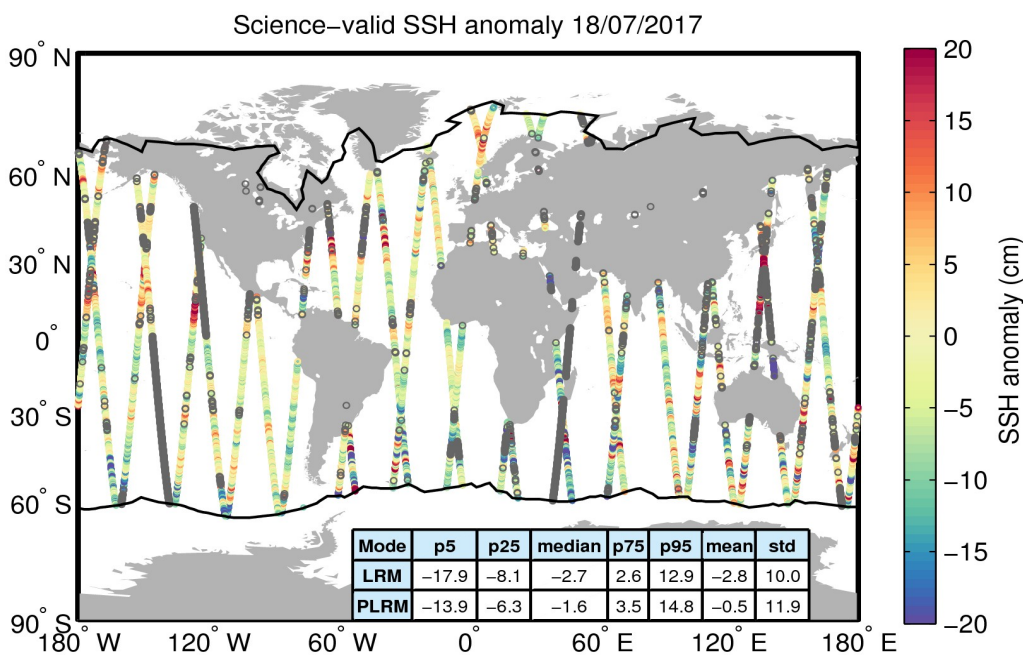 Science−valid SSH anomaly 18/07/2017
90° N
60° N
30° N
0°
30° S
60° S
90° S
180° W
120° W
60° W
0°
60° E
120° E
180° E
Mode p5 p25 median p75 p95 mean std
LRM −17.9 −8.1 −2.7 2.6 12.9 −2.8 10.0
PLRM −13.9 −6.3 −1.6 3.5 14.8 −0.5 11.9
20
15
10
5
0
−5
−10
−15
−20
SSH anomaly (cm)